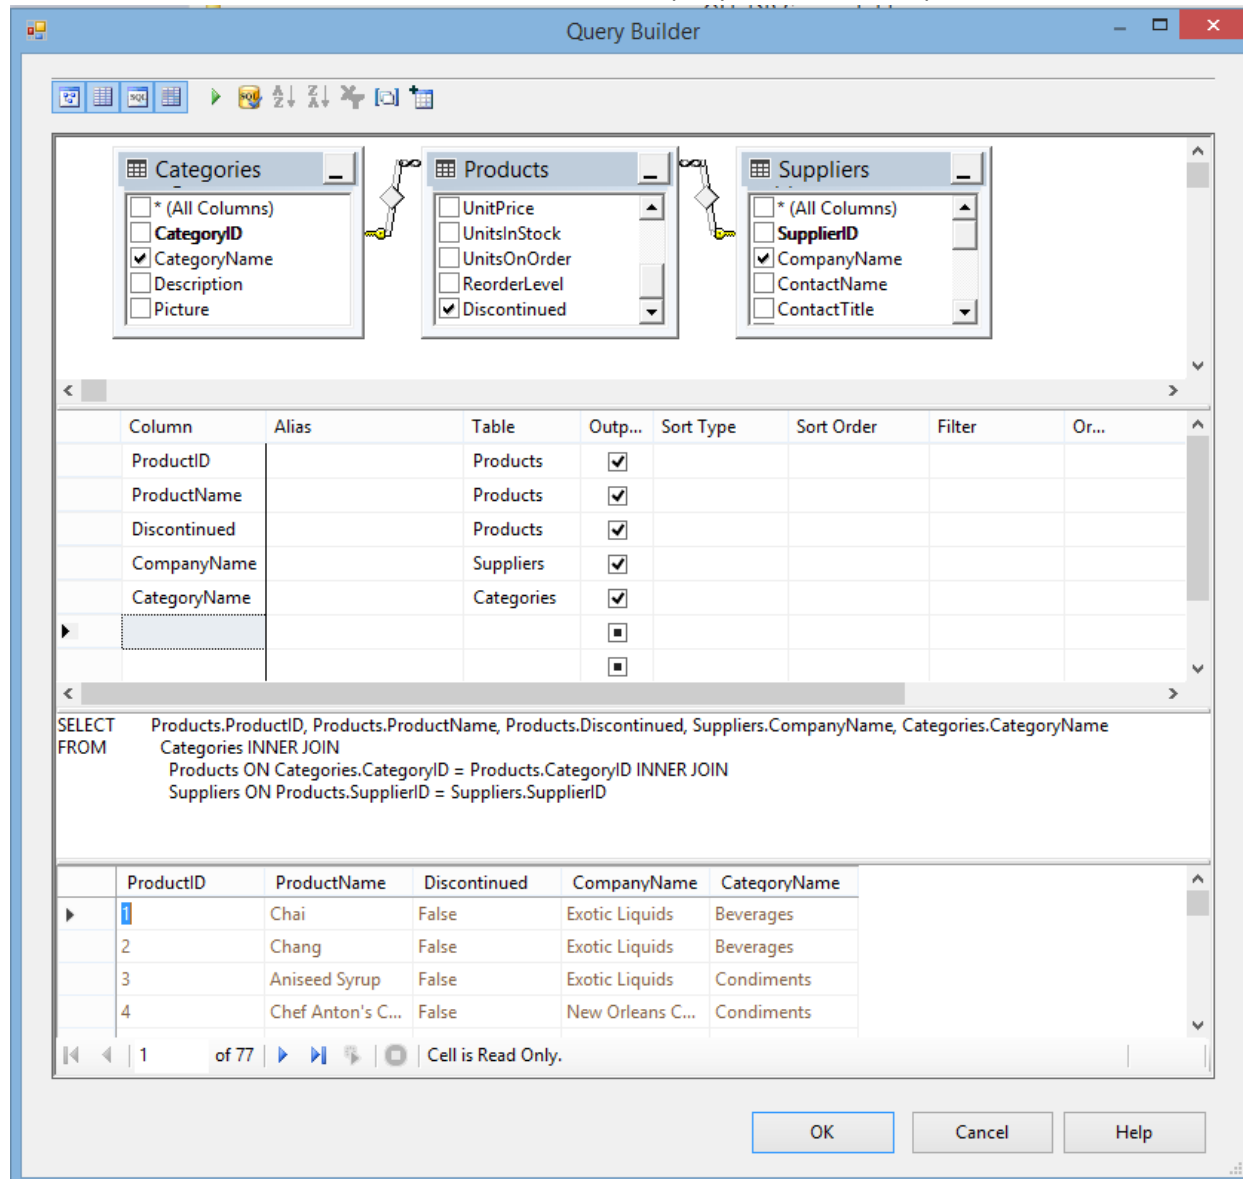 Query Builder
SQL SQL A Z Z A
Categories Products Suppliers
* (All Columns) UnitPrice * (All Columns)
CategoryID UnitsInStock SupplierID
CategoryName UnitsOnOrder CompanyName
Description ReorderLevel ContactName
Picture Discontinued ContactTitle
Column Alias Table Outp... Sort Type Sort Order Filter Or...
ProductID Products
ProductName Products
Discontinued Products
CompanyName Suppliers
CategoryName Categories
SELECT Products.ProductID, Products.ProductName, Products.Discontinued, Suppliers.CompanyName, Categories.CategoryName
FROM Categories INNER JOIN
Products ON Categories.CategoryID = Products.CategoryID INNER JOIN
Suppliers ON Products.SupplierID = Suppliers.SupplierID
ProductID ProductName Discontinued CompanyName CategoryName
1 Chai False Exotic Liquids Beverages
2 Chang False Exotic Liquids Beverages
3 Aniseed Syrup False Exotic Liquids Condiments
4 Chef Anton's C... False New Orleans C... Condiments
1 of 77 Cell is Read Only.
OK Cancel Help